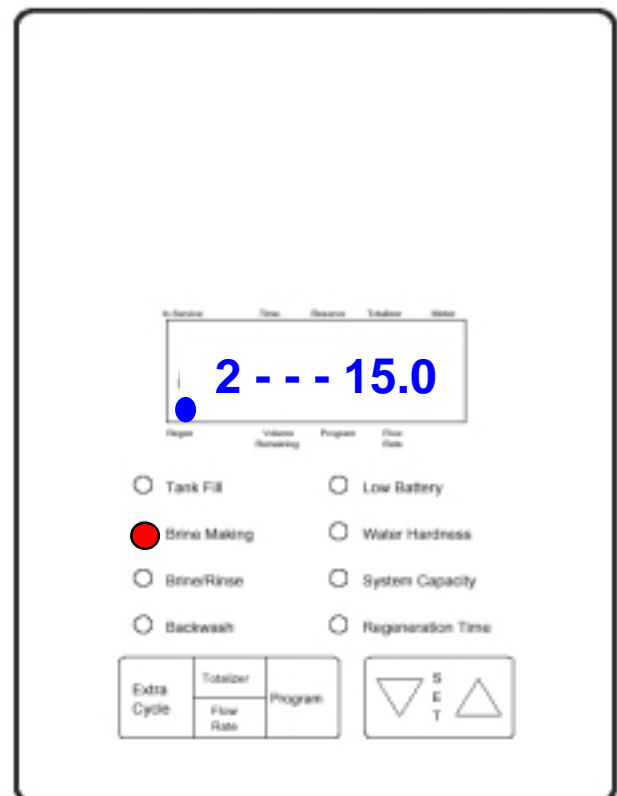 In Service Time Reserve Totalizer Meter
2 - - - 15.0
Regen Volume Remaining Program Flow Rate
Tank Fill Low Battery
Brine Making Water Hardness
Brine/Rinse System Capacity
Backwash Regeneration Time
Extra Cycle
Totalizer
Flow Rate
Program
SET